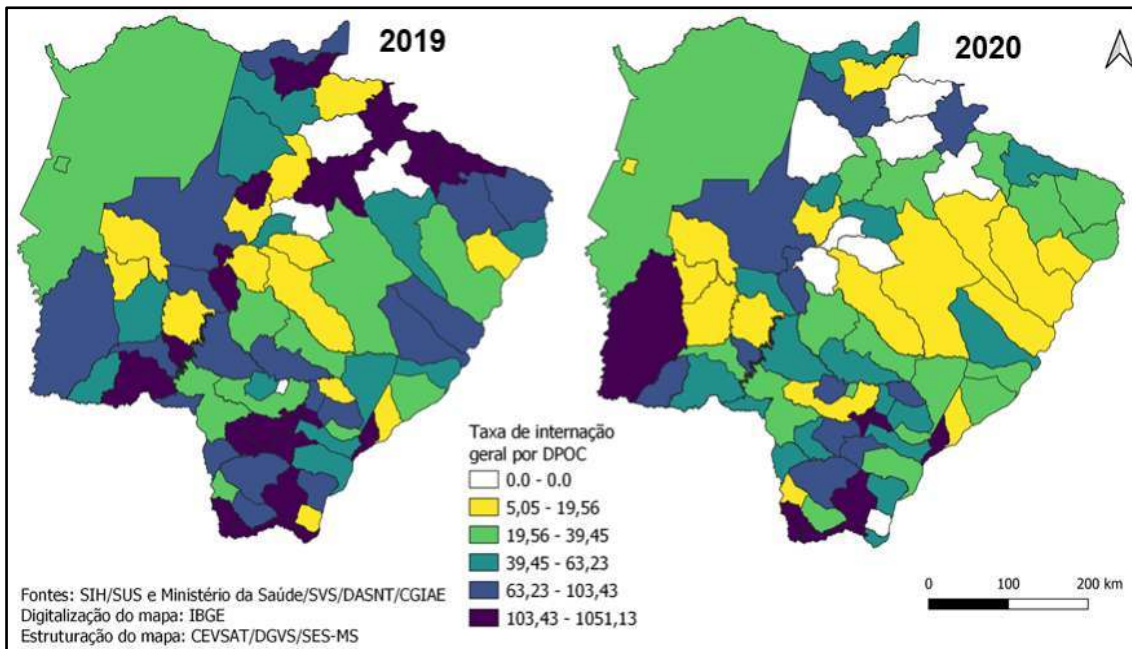 2019
2020
Taxa de internação
geral por DPOC
0.0 - 0.0
5,05 - 19,56
19,56 - 39,45
39,45 - 63,23
63,23 - 103,43
103,43 - 1051,13
Fontes: SIH/SUS e Ministério da Saúde/SVS/DASNT/CGIAE
Digitalização do mapa: IBGE
Estruturação do mapa: CEVSAT/DGVS/SES-MS
0 100 200 km